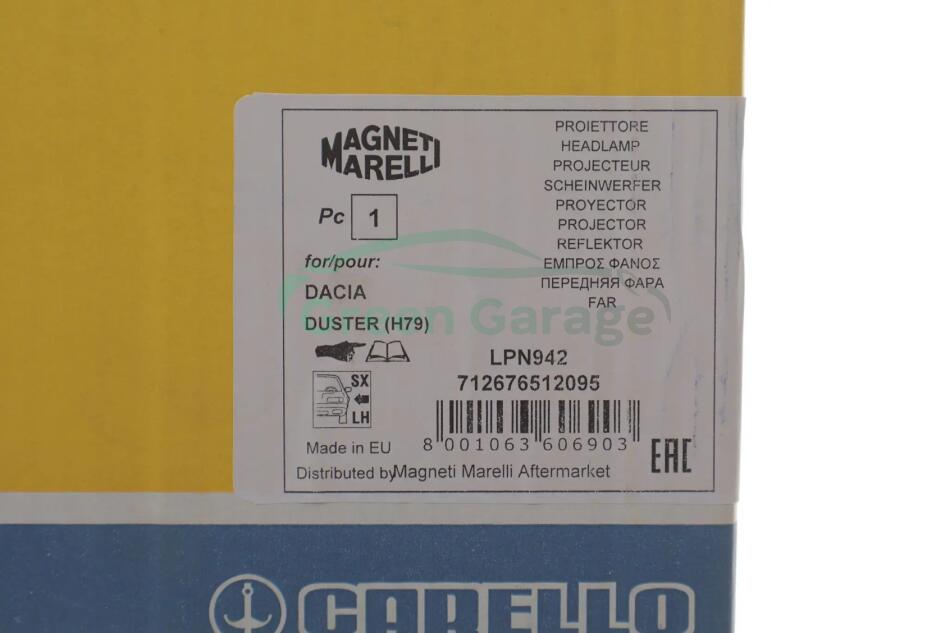 MAGNETI
MARELLI
Pc 1
for/pour:
DACIA
DUSTER (H79)
SX
LH
Made in EU
Distributed by Magneti Marelli Aftermarket
PROIETTORE
HEADLAMP
PROJECTEUR
SCHEINWERFER
PROYECTOR
PROJECTOR
REFLEKTOR
ΕΜΠΡΟΣ ΦΑΝΟΣ
ПЕРЕДНЯЯ ФАРА
FAR
Green Garage
LPN942
712676512095
8 001063 606903
EAC
CARELLO